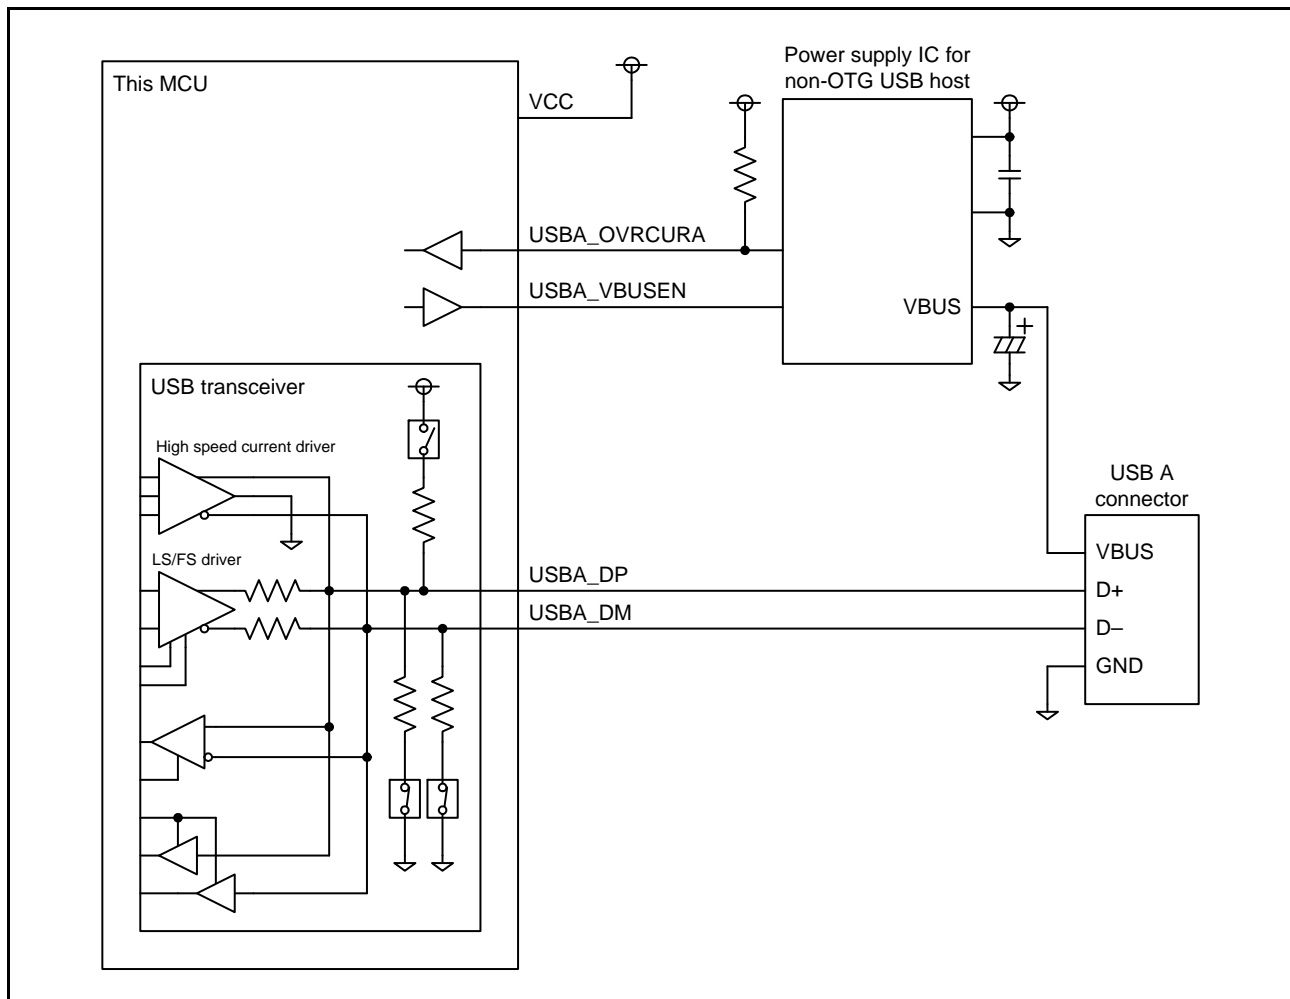 Power supply IC for
non-OTG USB host
This MCU
VCC
USBA_OVRCURA
USBA_VBUSEN
VBUS
+
USB transceiver
High speed current driver
USB A
connector
LS/FS driver
VBUS
USBA_DP
D+
USBA_DM
D–
GND